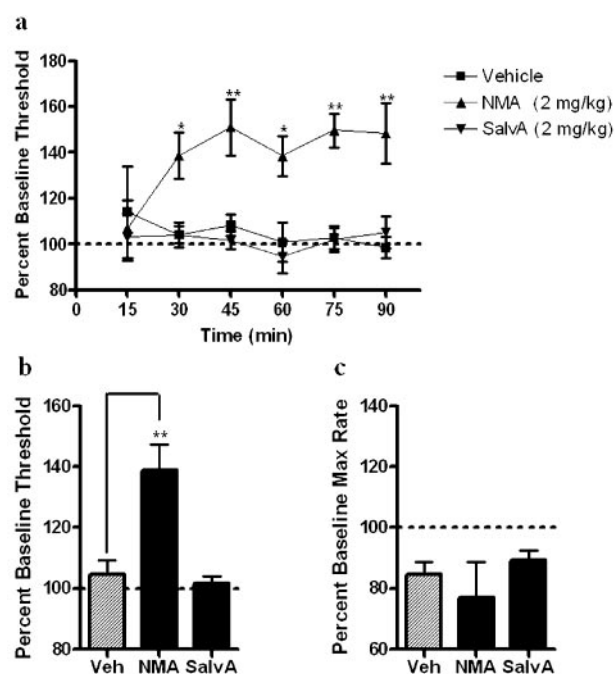 a
180
160
140
120
100
80
Percent Baseline Threshold
* ** * ** **
0 15 30 45 60 75 90
Time (min)
Vehicle
NMA (2 mg/kg)
SalvA (2 mg/kg)
b
160
140
120
100
80
Percent Baseline Threshold
**
Veh NMA SalvA
c
140
120
100
80
60
Percent Baseline Max Rate
Veh NMA SalvA